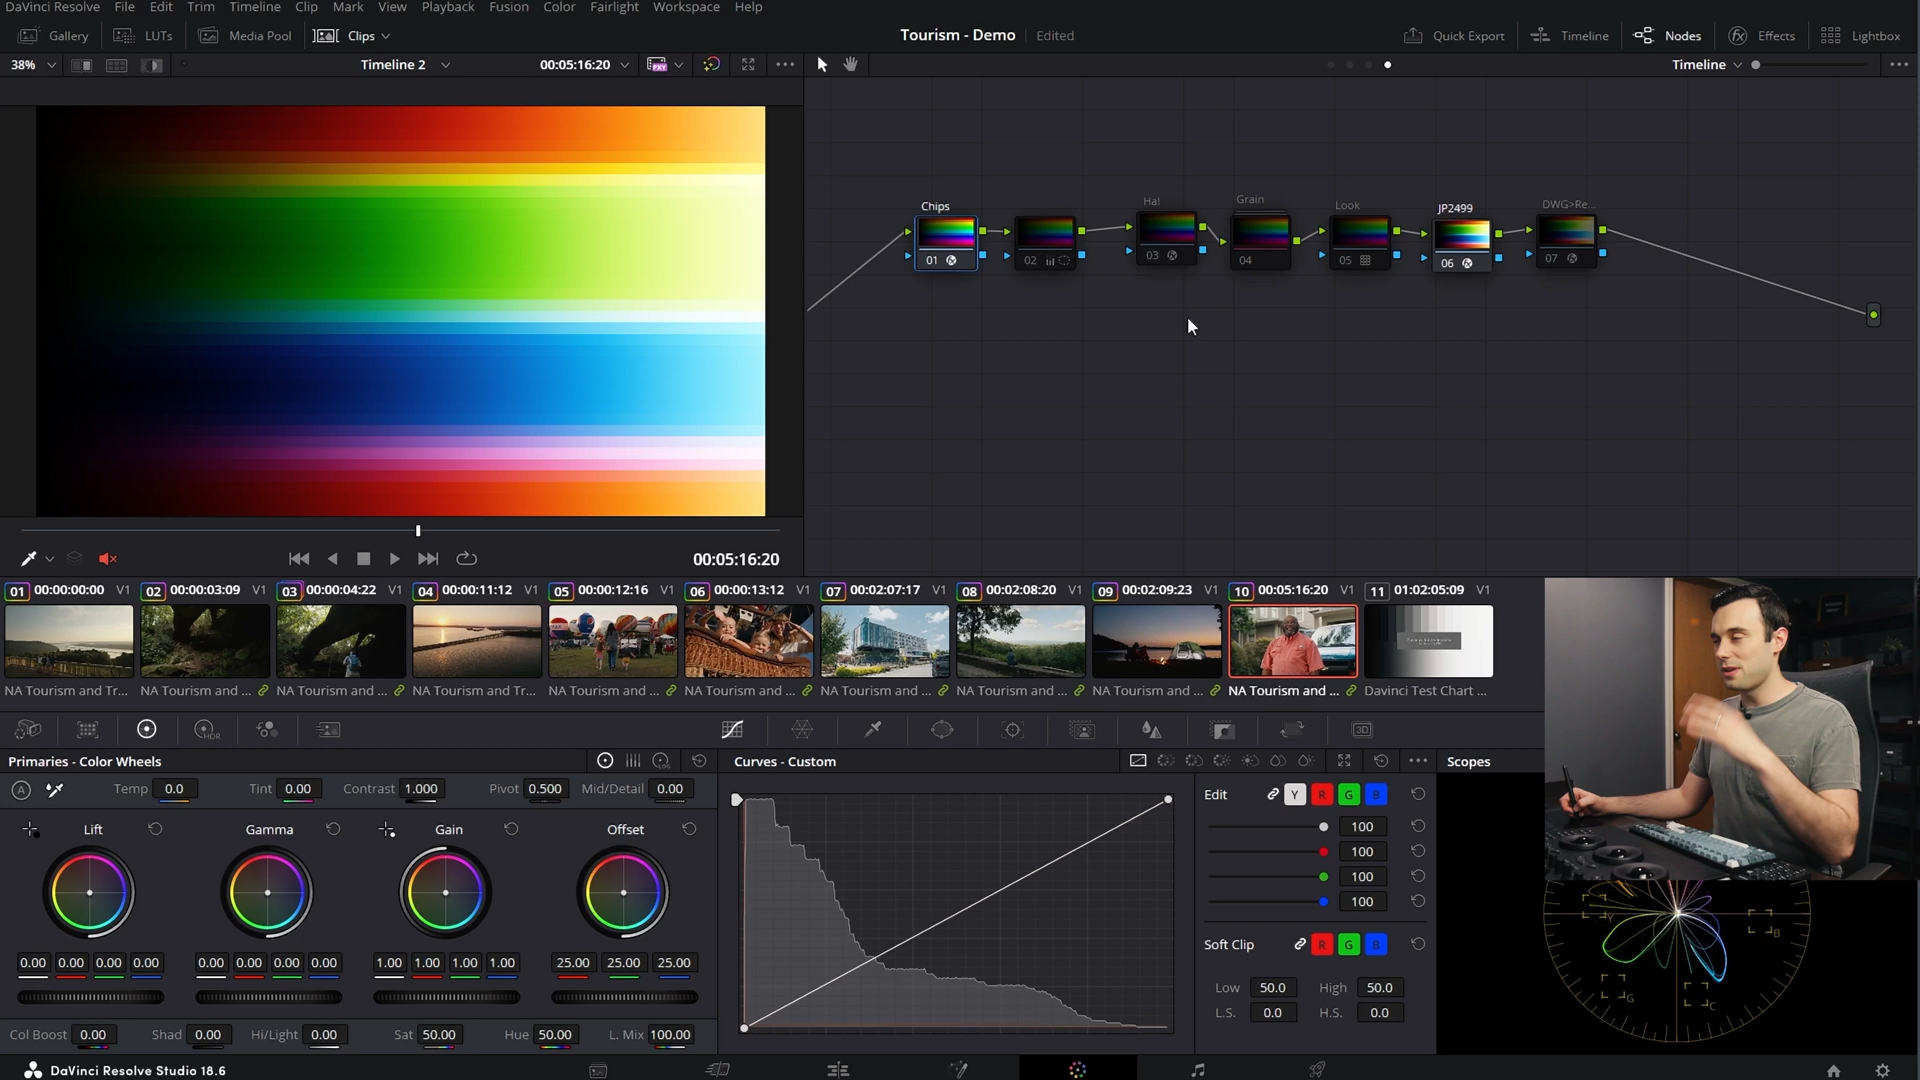 DaVinci Resolve File Edit Trim Timeline Clip Mark View Playback Fusion Color Fairlight Workspace Help
Gallery LUTs Media Pool Clips Tourism - Demo Edited Quick Export Timeline Nodes Effects Lightbox
38% Timeline 2 00:05:16:20 PXY Timeline
Chips Hal Grain Look JP2499 DWG>Re...
01 02 03 04 05 06 07
00:05:16:20
01 00:00:00:00 V1 02 00:00:03:09 V1 03 00:00:04:22 V1 04 00:00:11:12 V1 05 00:00:12:16 V1 06 00:00:13:12 V1 07 00:02:07:17 V1 08 00:02:08:20 V1 09 00:02:09:23 V1 10 00:05:16:20 V1 11 01:02:05:09 V1
NA Tourism and Tr... NA Tourism and ... NA Tourism and ... NA Tourism and Tr... NA Tourism and ... NA Tourism and ... NA Tourism and ... NA Tourism and ... NA Tourism and ... NA Tourism and ... Davinci Test Chart ...
HDR 3D
Primaries - Color Wheels LOG Curves - Custom Scopes
A Temp 0.0 Tint 0.00 Contrast 1.000 Pivot 0.500 Mid/Detail 0.00 Edit Y R G B
Lift Gamma Gain Offset 100
100
100
100
Soft Clip R G B
0.00 0.00 0.00 0.00 0.00 0.00 0.00 0.00 1.00 1.00 1.00 1.00 25.00 25.00 25.00
Low 50.0 High 50.0
L.S. 0.0 H.S. 0.0
Y B G C
Col Boost 0.00 Shad 0.00 Hi/Light 0.00 Sat 50.00 Hue 50.00 L. Mix 100.00
DaVinci Resolve Studio 18.6